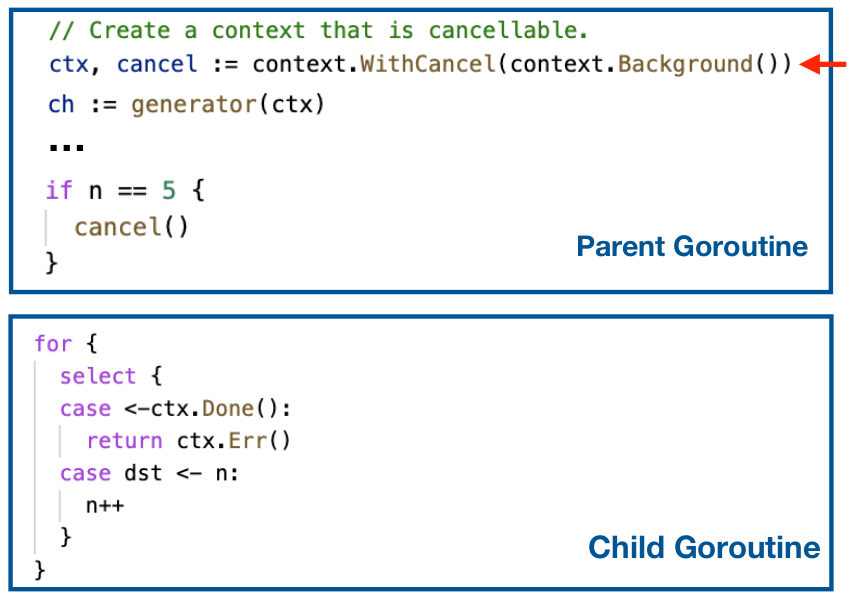 // Create a context that is cancellable.
ctx, cancel := context.WithCancel(context.Background())
ch := generator(ctx)
...
if n == 5 {
cancel()
}
Parent Goroutine
for {
select {
case <-ctx.Done():
return ctx.Err()
case dst <- n:
n++
}
}
Child Goroutine